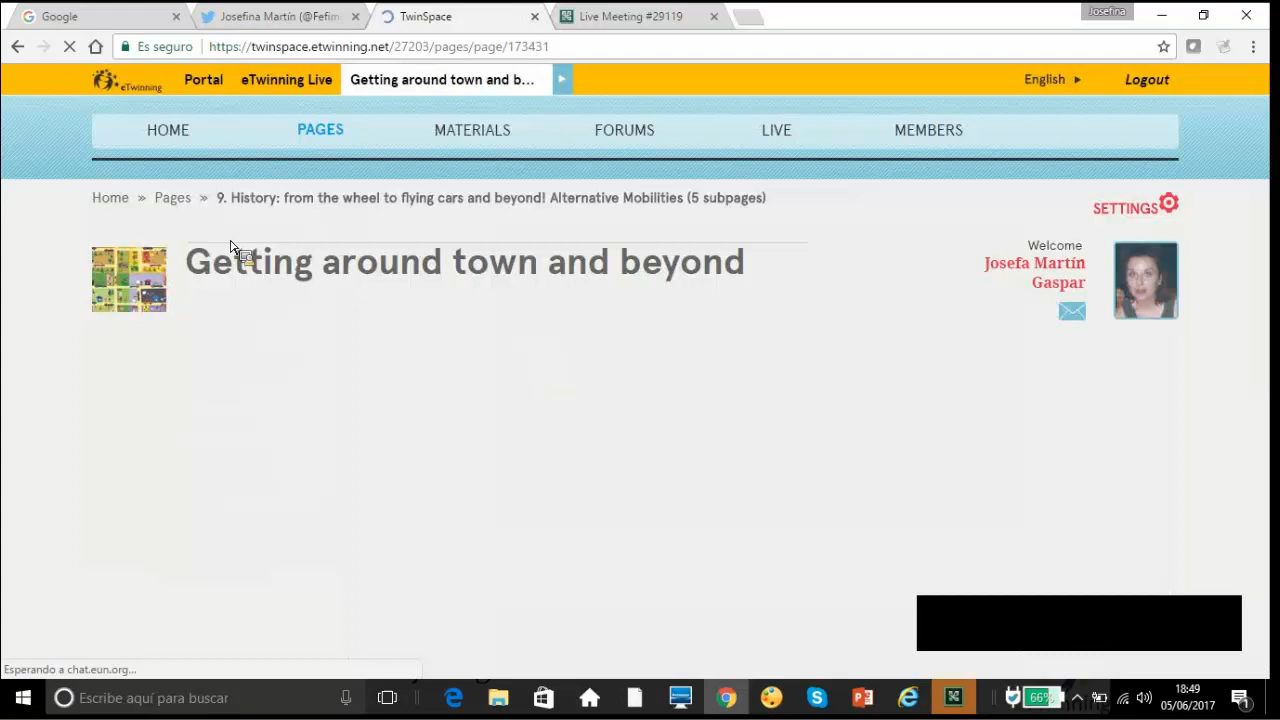 Google
Josefina Martín (@Fefim
TwinSpace
Live Meeting #29119
Josefina
Es seguro
https://twinspace.etwinning.net/27203/pages/page/173431
eTwinning
Portal
eTwinning Live
Getting around town and b...
English
Logout
HOME
PAGES
MATERIALS
FORUMS
LIVE
MEMBERS
Home » Pages » 9. History: from the wheel to flying cars and beyond! Alternative Mobilities (5 subpages)
SETTINGS
Getting around town and beyond
Welcome
Josefa Martín
Gaspar
Esperando a chat.eun.org...
Escribe aquí para buscar
66%
18:49
05/06/2017